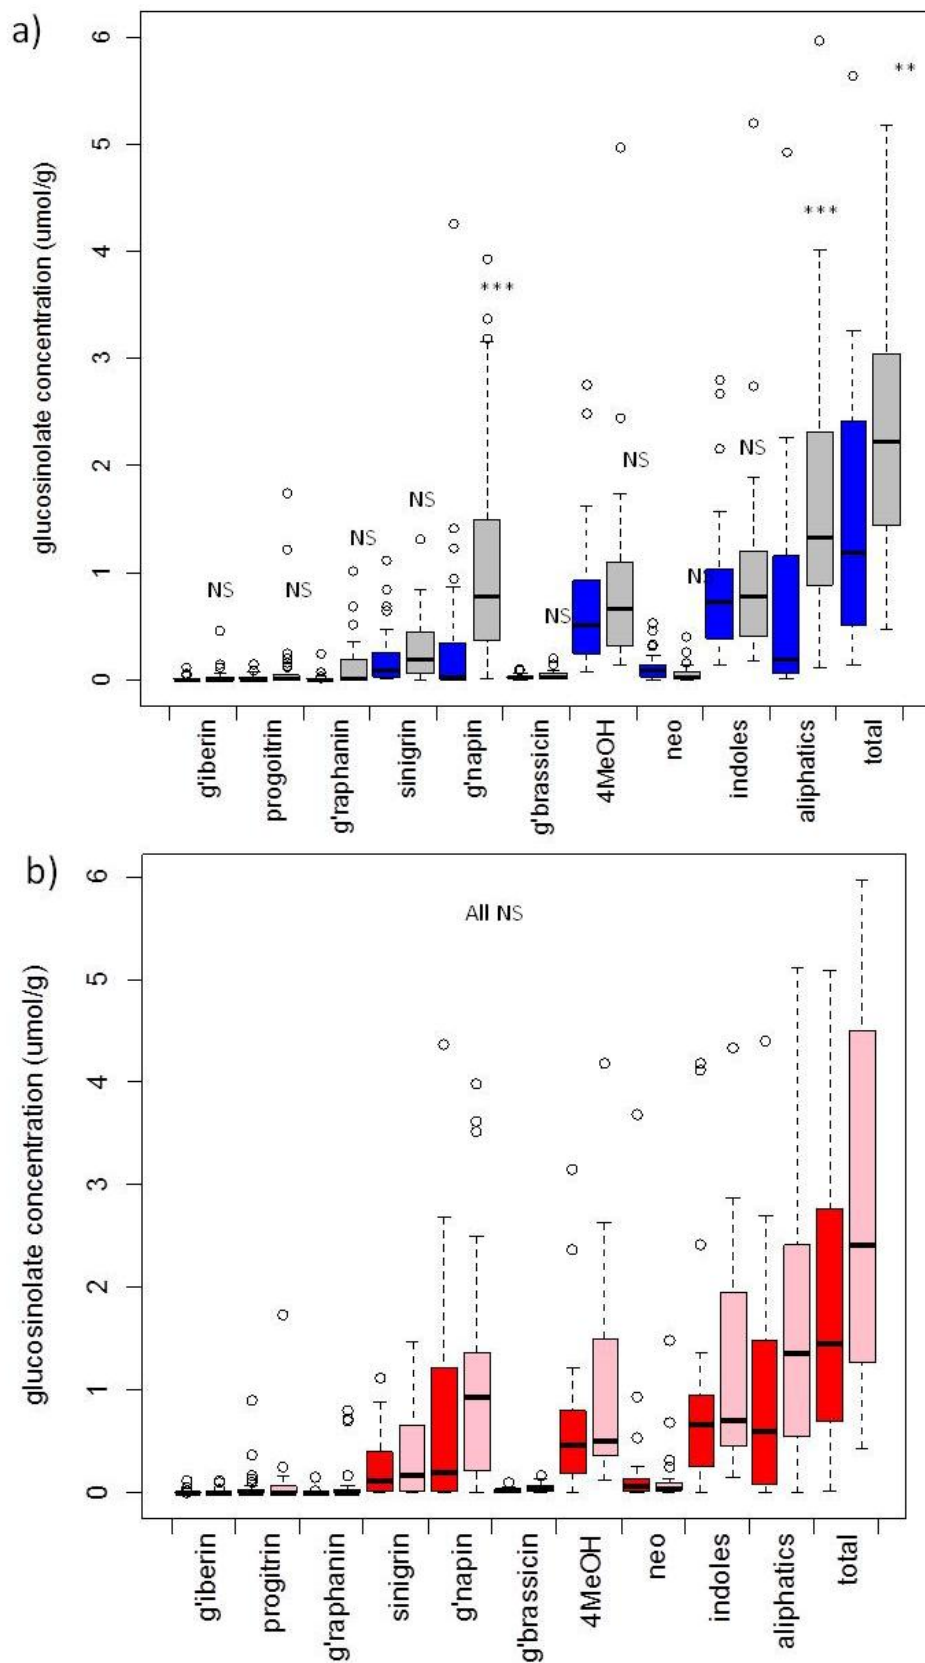 a)
glucosinolate concentration (umol/g)
6
5
4
3
2
1
0
**
***
***
NS
NS
NS
NS
NS
NS
NS
NS
g'iberin
progoitrin
g'raphanin
sinigrin
g'napin
g'brassicin
4MeOH
neo
indoles
aliphatics
total
b)
glucosinolate concentration (umol/g)
6
5
4
3
2
1
0
All NS
g'iberin
progitrin
g'raphanin
sinigrin
g'napin
g'brassicin
4MeOH
neo
indoles
aliphatics
total